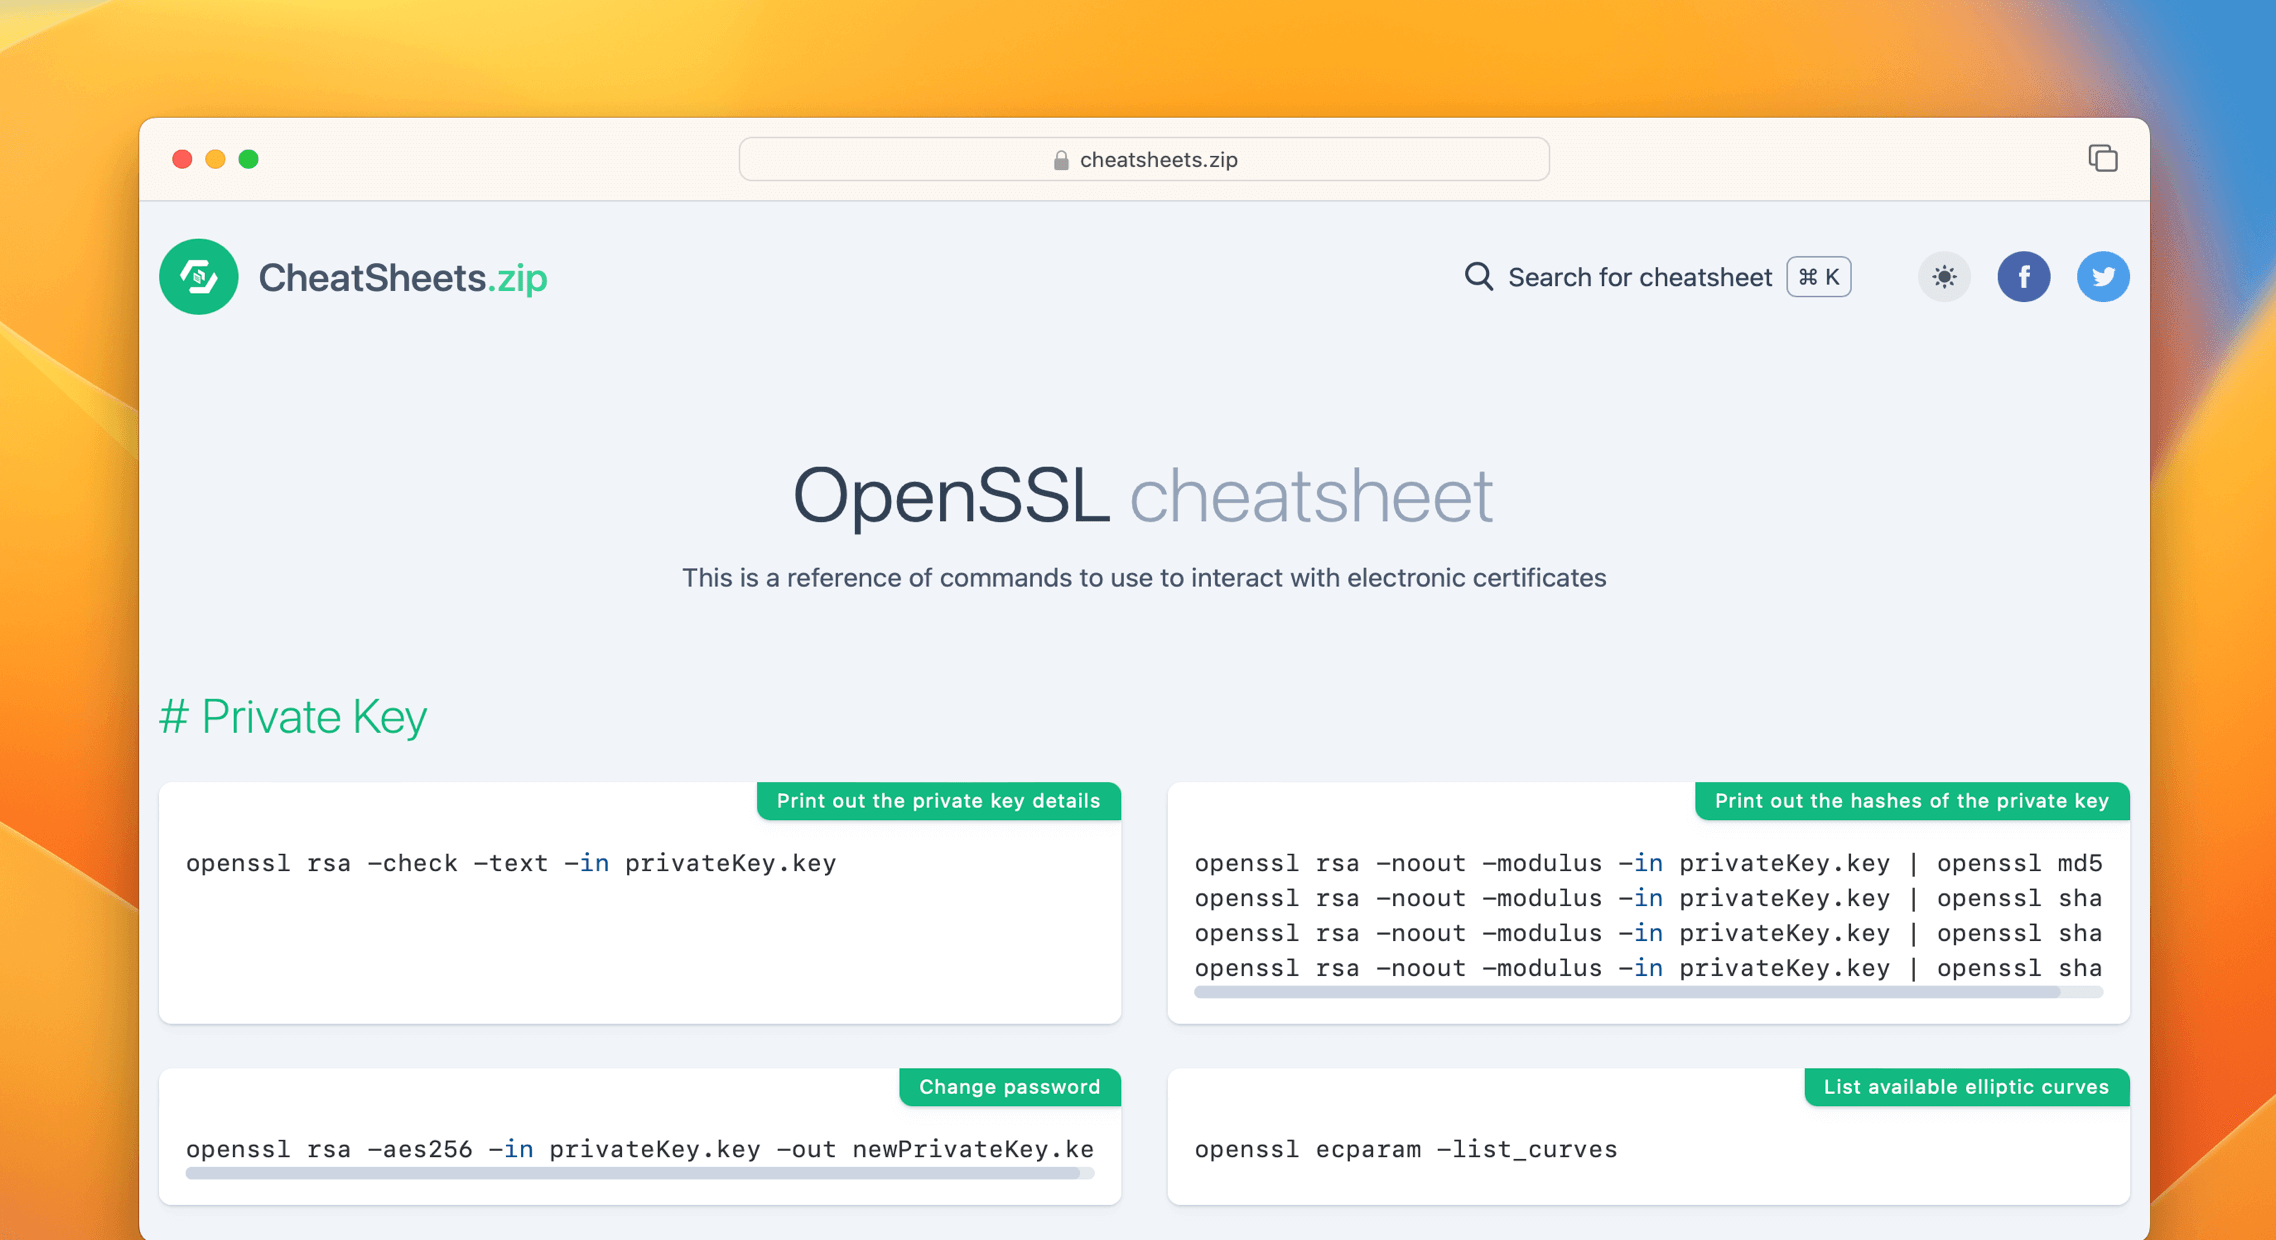 cheatsheets.zip
CheatSheets.zip
Search for cheatsheet ⌘ K
OpenSSL cheatsheet
This is a reference of commands to use to interact with electronic certificates
# Private Key
Print out the private key details
openssl rsa -check -text -in privateKey.key
Print out the hashes of the private key
openssl rsa -noout -modulus -in privateKey.key | openssl md5
openssl rsa -noout -modulus -in privateKey.key | openssl sha
openssl rsa -noout -modulus -in privateKey.key | openssl sha
openssl rsa -noout -modulus -in privateKey.key | openssl sha
Change password
openssl rsa -aes256 -in privateKey.key -out newPrivateKey.ke
List available elliptic curves
openssl ecparam -list_curves